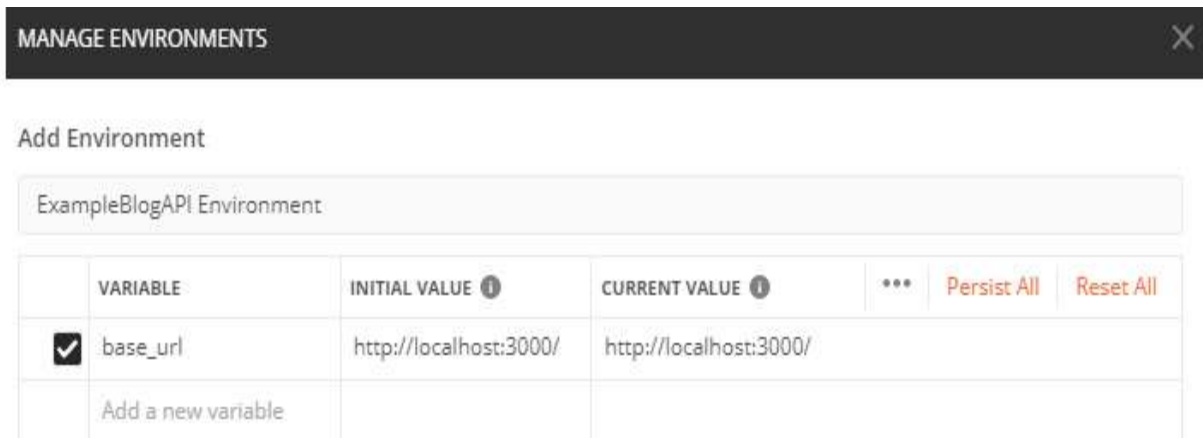 MANAGE ENVIRONMENTS
Add Environment
ExampleBlogAPI Environment
VARIABLE INITIAL VALUE CURRENT VALUE ••• Persist All Reset All
base_url http://localhost:3000/ http://localhost:3000/
Add a new variable